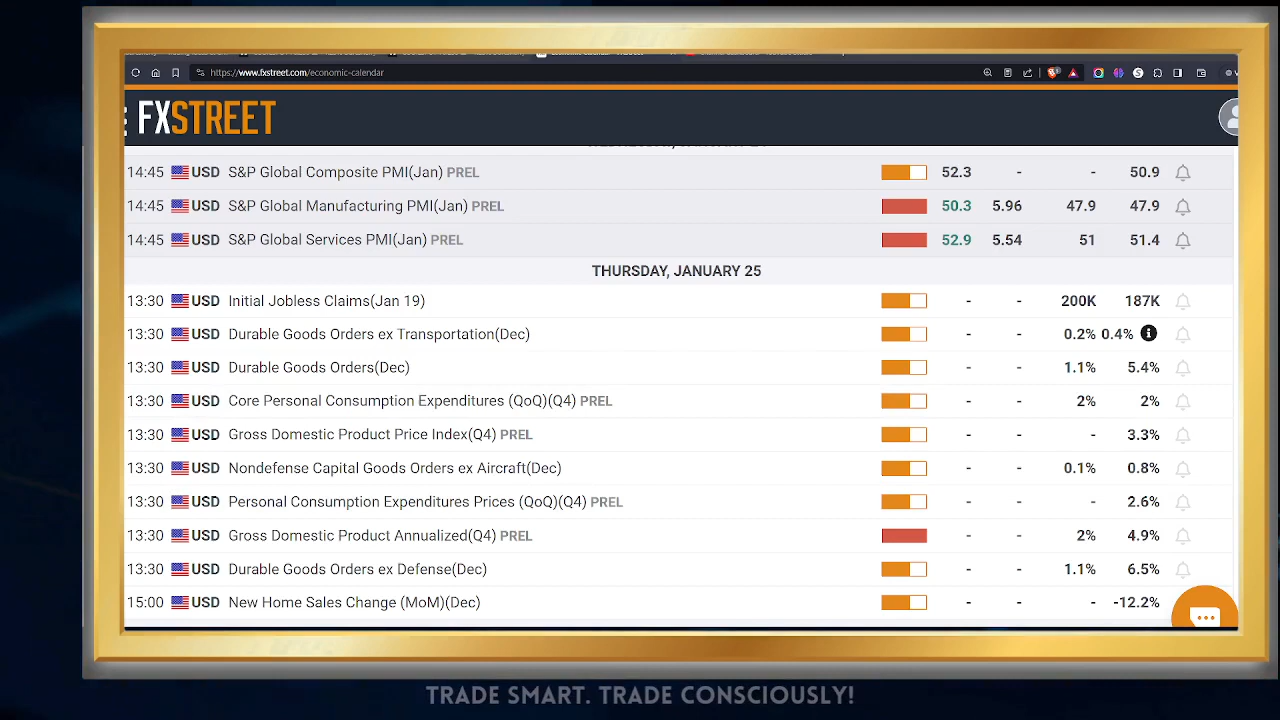 https://www.fxstreet.com/economic-calendar
FXSTREET
14:45 USD S&P Global Composite PMI(Jan) PREL 52.3 - - 50.9
14:45 USD S&P Global Manufacturing PMI(Jan) PREL 50.3 5.96 47.9 47.9
14:45 USD S&P Global Services PMI(Jan) PREL 52.9 5.54 51 51.4
THURSDAY, JANUARY 25
13:30 USD Initial Jobless Claims(Jan 19) - - 200K 187K
13:30 USD Durable Goods Orders ex Transportation(Dec) - - 0.2% 0.4%
13:30 USD Durable Goods Orders(Dec) - - 1.1% 5.4%
13:30 USD Core Personal Consumption Expenditures (QoQ)(Q4) PREL - - 2% 2%
13:30 USD Gross Domestic Product Price Index(Q4) PREL - - - 3.3%
13:30 USD Nondefense Capital Goods Orders ex Aircraft(Dec) - - 0.1% 0.8%
13:30 USD Personal Consumption Expenditures Prices (QoQ)(Q4) PREL - - - 2.6%
13:30 USD Gross Domestic Product Annualized(Q4) PREL - - 2% 4.9%
13:30 USD Durable Goods Orders ex Defense(Dec) - - 1.1% 6.5%
15:00 USD New Home Sales Change (MoM)(Dec) - - - -12.2%
TRADE SMART. TRADE CONSCIOUSLY!